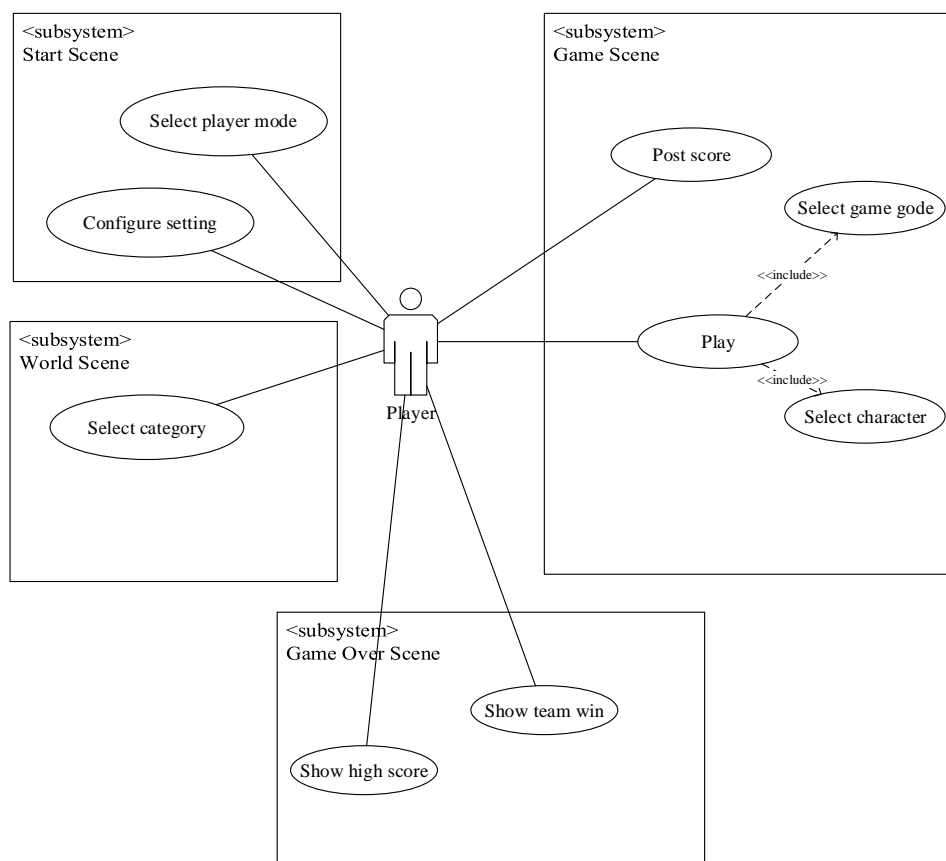 <subsystem>
Start Scene
Select player mode
Configure setting
<subsystem>
Game Scene
Post score
Select game gode
<<include>>
Play
<<include>>
Select character
Player
<subsystem>
World Scene
Select category
<subsystem>
Game Over Scene
Show team win
Show high score